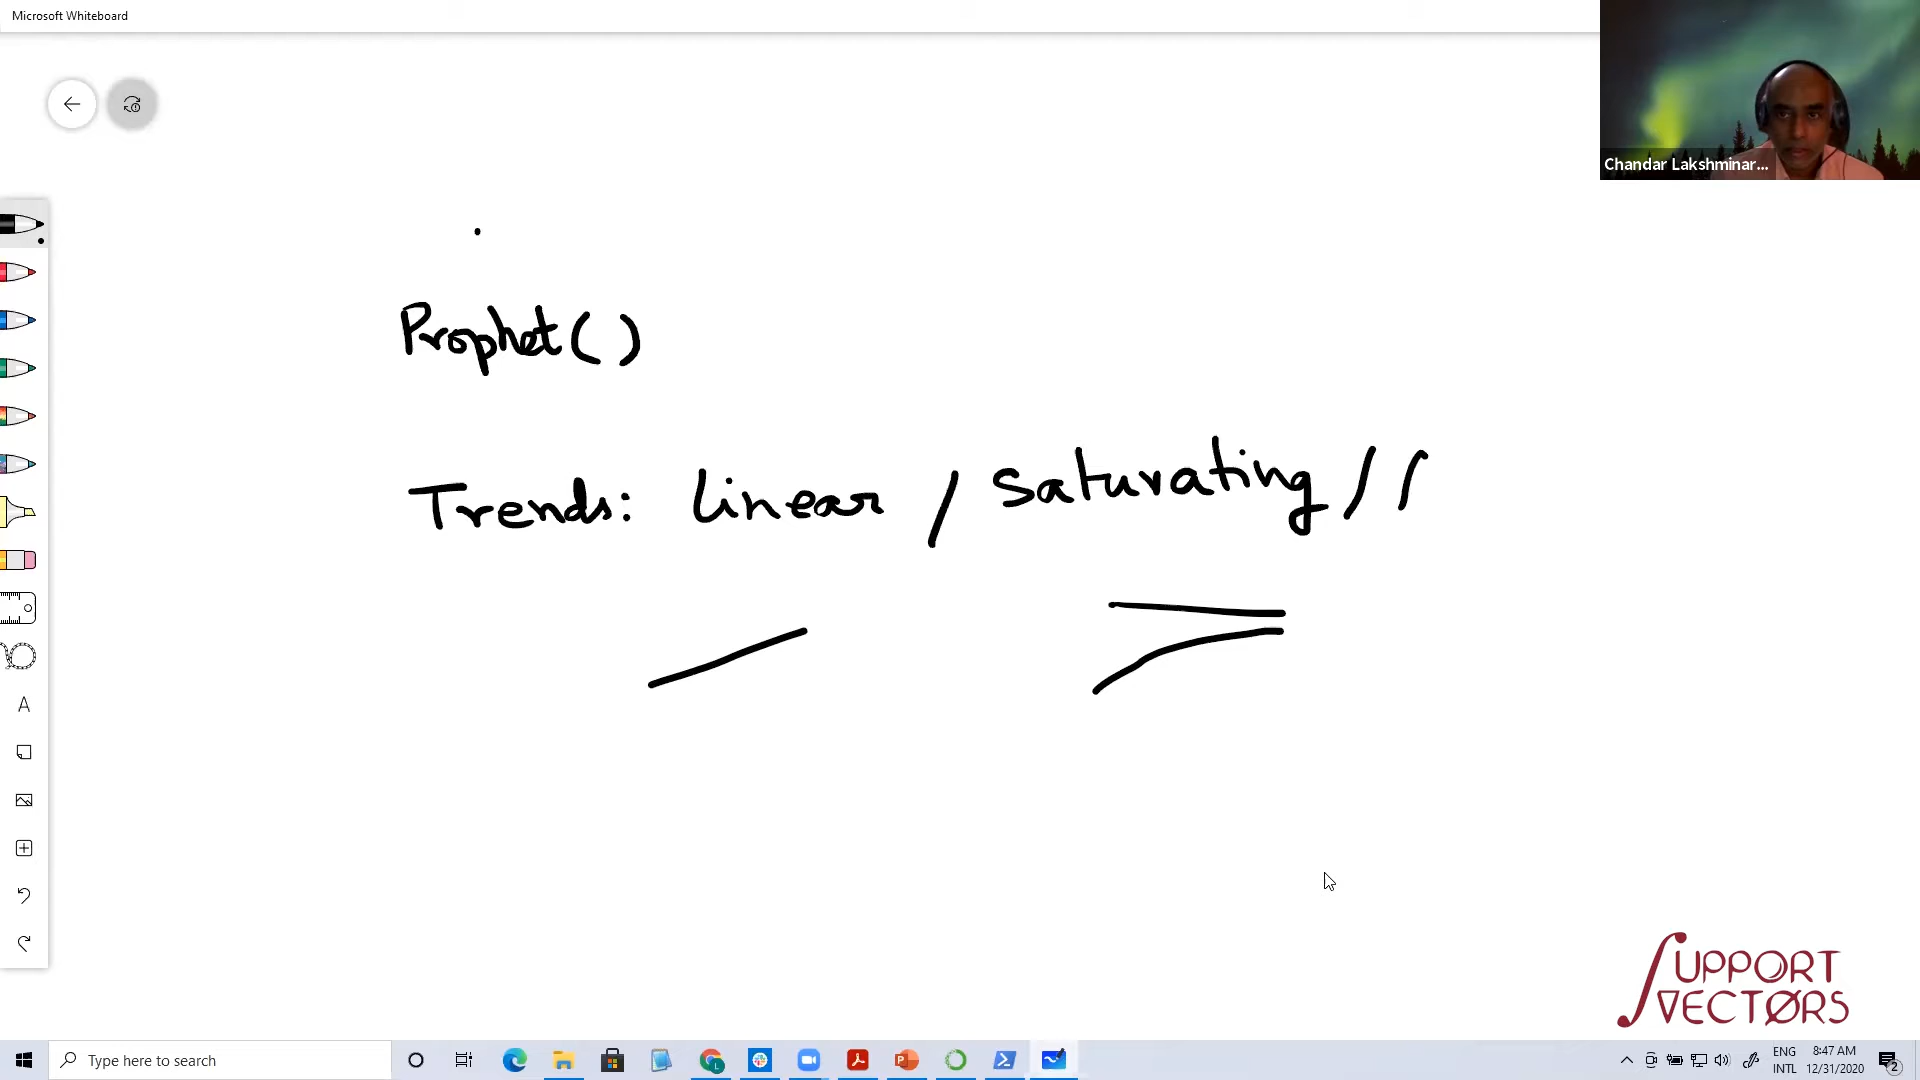 Microsoft Whiteboard
Chandar Lakshminar...
Prophet()
Trends: linear / saturating / (
A
SUPPORT
VECTORS
Type here to search
ENG
INTL
8:47 AM
12/31/2020
2